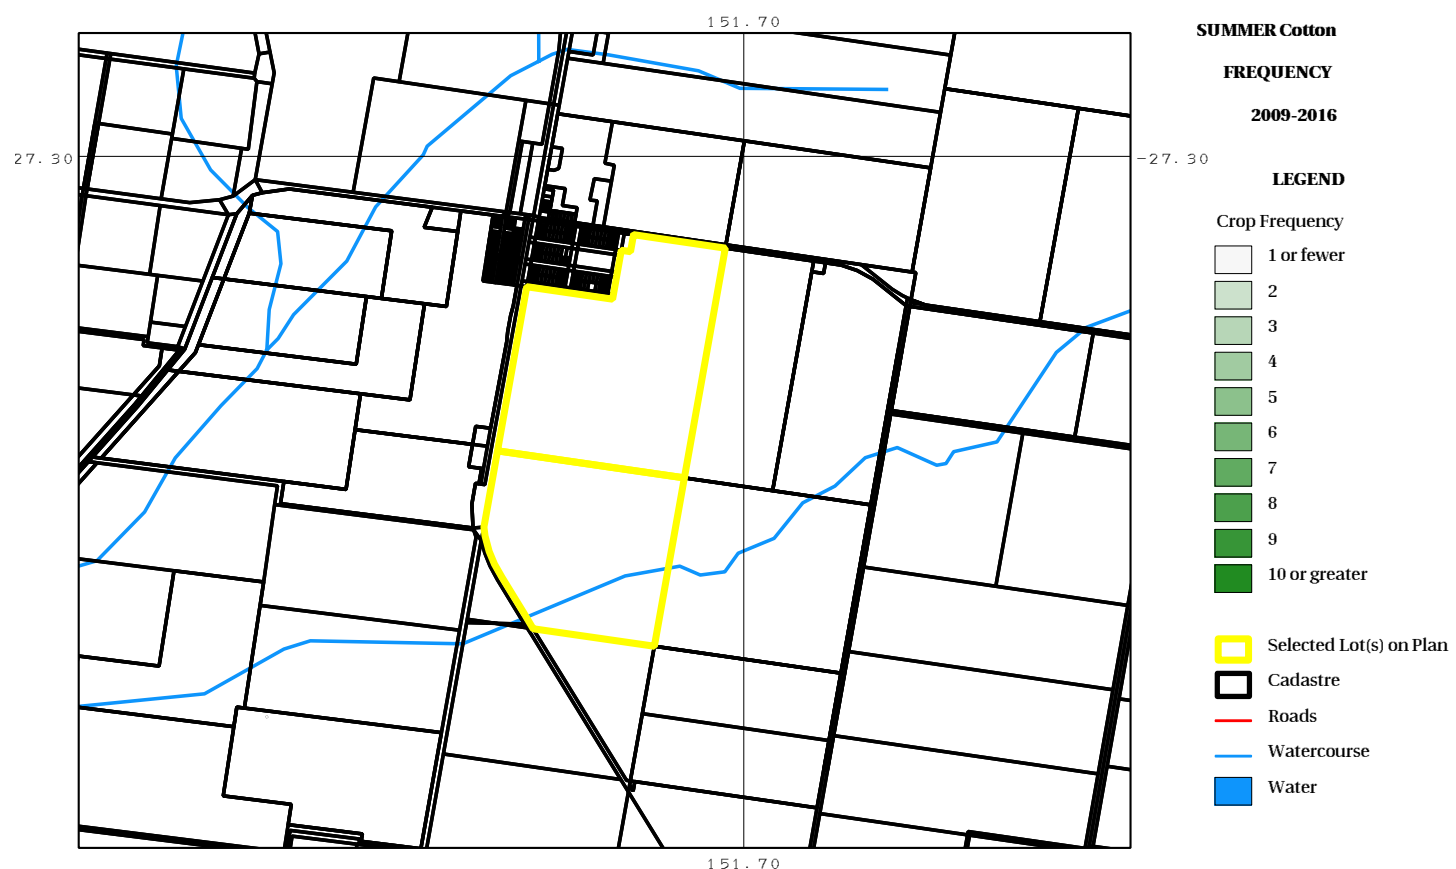 151.70
SUMMER Cotton
FREQUENCY
2009-2016
27.30
-27.30
LEGEND
Crop Frequency
1 or fewer
2
3
4
5
6
7
8
9
10 or greater
Selected Lot(s) on Plan
Cadastre
Roads
Watercourse
Water
151.70